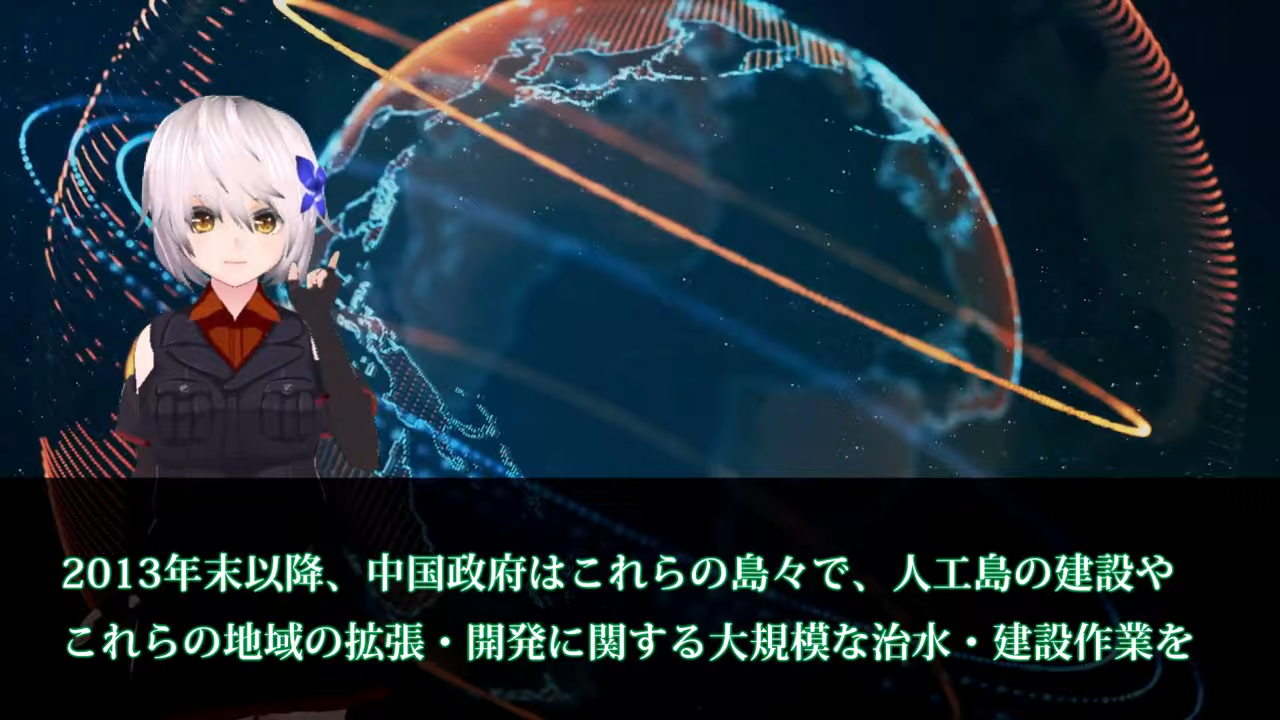 2013年末以降、中国政府はこれらの島々で、人工島の建設や
これらの地域の拡張・開発に関する大規模な治水・建設作業を